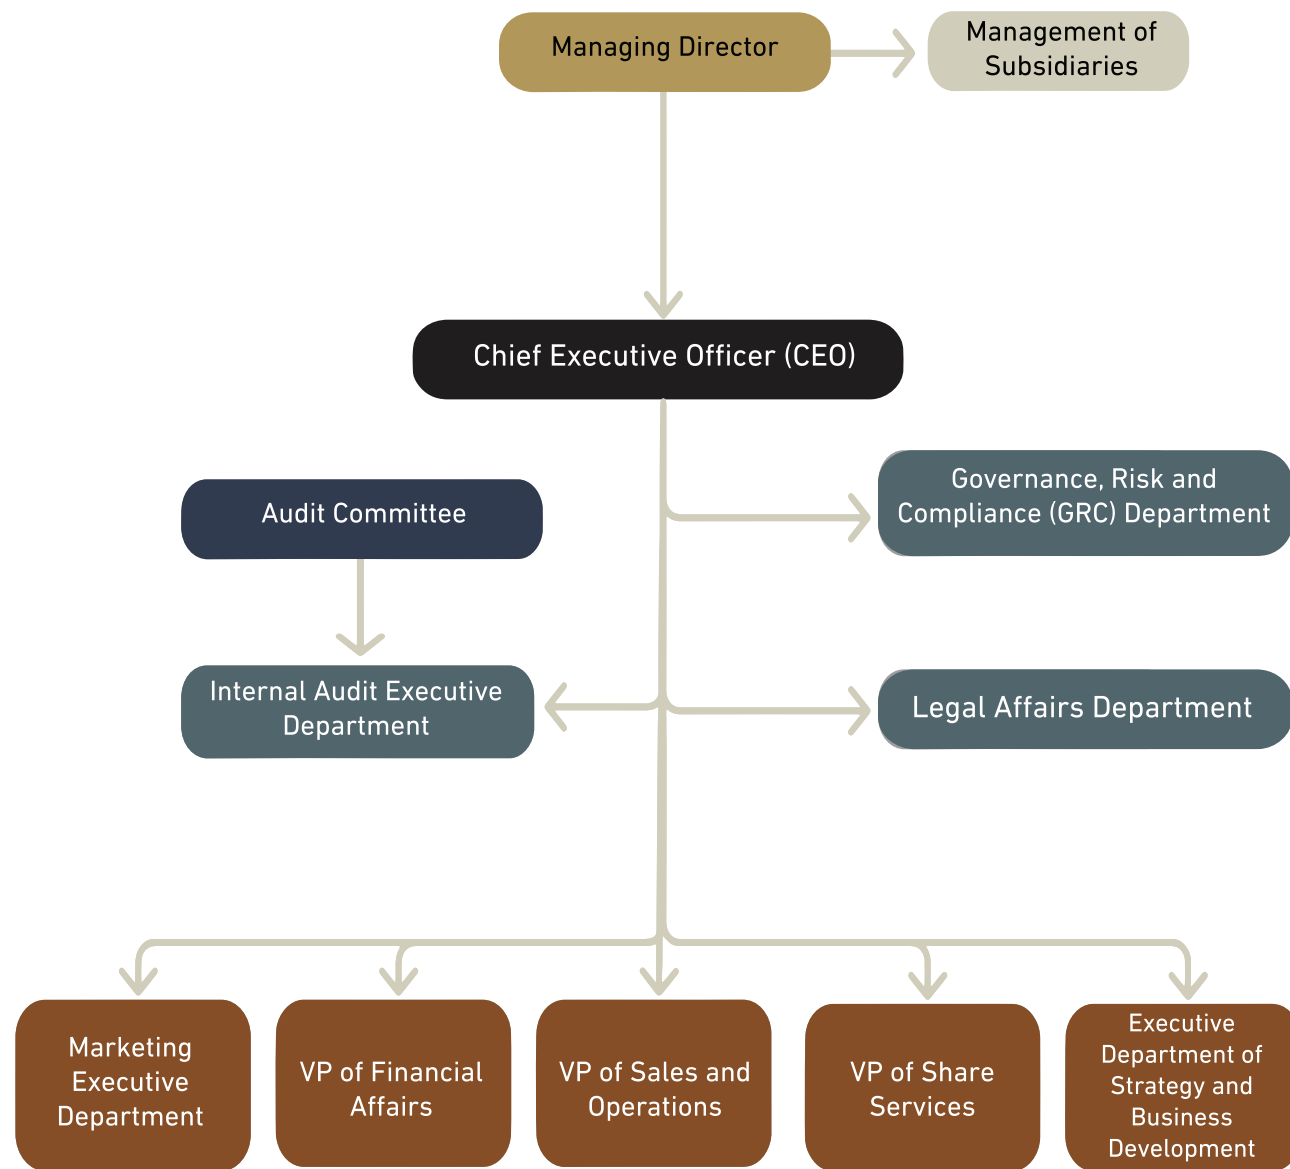 Managing Director
Management of
Subsidiaries
Chief Executive Officer (CEO)
Governance, Risk and
Compliance (GRC) Department
Audit Committee
Internal Audit Executive
Department
Legal Affairs Department
Marketing
Executive
Department
VP of Financial
Affairs
VP of Sales and
Operations
VP of Share
Services
Executive
Department of
Strategy and
Business
Development